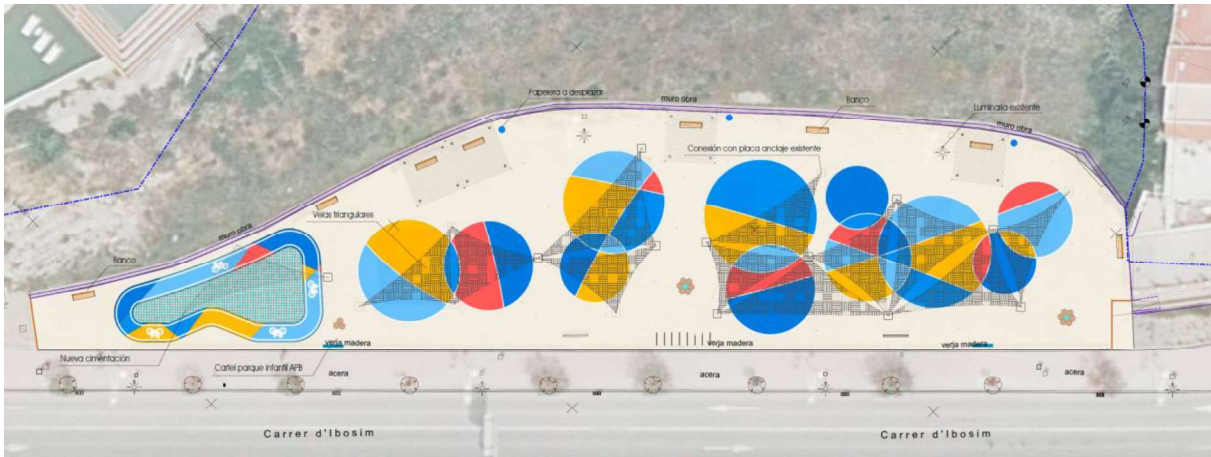 Papelera a desplazar
muro obra
Banco
Luminaria existente
muro obra
Conexión con placa anclaje existente
Velas triangulares
muro obra
Banco
Nueva cimentación
verja madera
verja madera
verja madera
Cartel parque infantil APB
acera
acera
acera
Carrer d'Ibosim
Carrer d'Ibosim